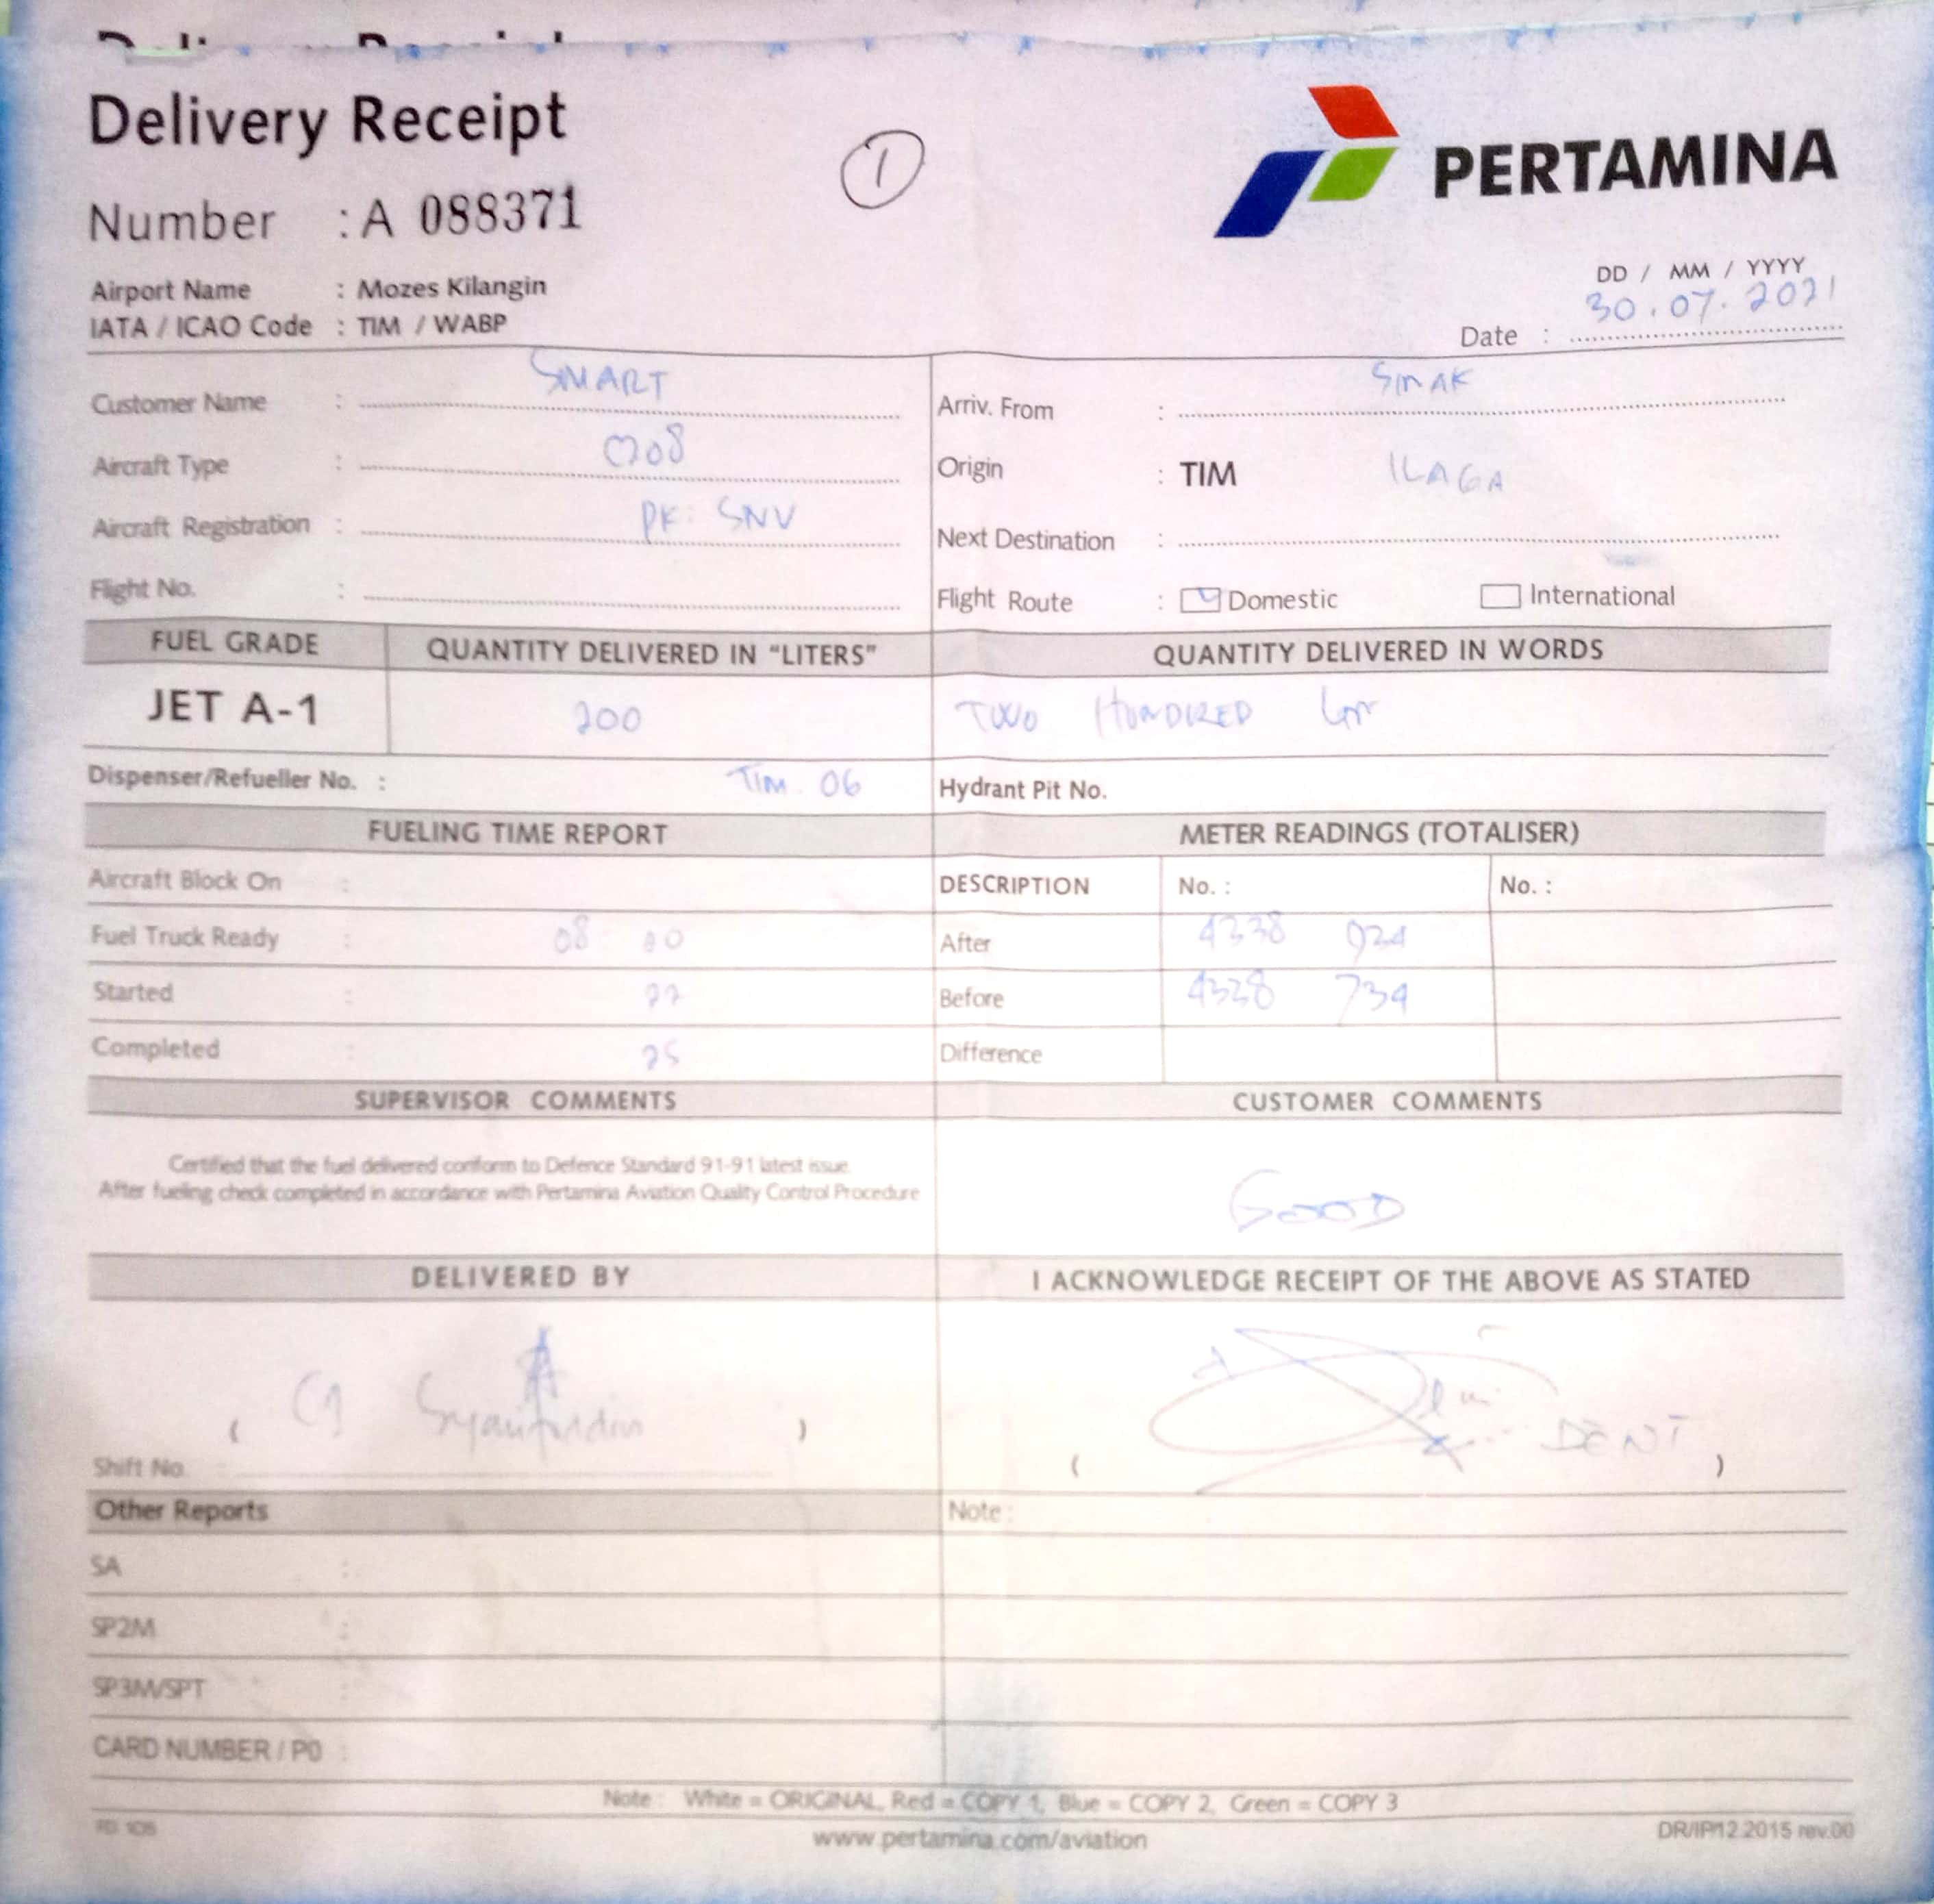 Delivery Receipt
1
PERTAMINA
Number : A 088371
Airport Name : Mozes Kilangin
IATA / ICAO Code : TIM / WABP
DD / MM / YYYY
Date : 30.07.2021
Customer Name : SMART
Arriv. From : SINAK
Aircraft Type : C208
Origin : TIM ILAGA
Aircraft Registration : PK SNV
Next Destination :
Flight No. :
Flight Route : Domestic International
FUEL GRADE QUANTITY DELIVERED IN "LITERS" QUANTITY DELIVERED IN WORDS
JET A-1 200 TWO HUNDRED
Dispenser/Refueller No. : TIM 06 Hydrant Pit No.
FUELING TIME REPORT METER READINGS (TOTALISER)
Aircraft Block On : DESCRIPTION No. : No. :
Fuel Truck Ready : 08 After 4338 934
Started : Before 4338 734
Completed : 25 Difference
SUPERVISOR COMMENTS CUSTOMER COMMENTS
Certified that the fuel delivered conform to Defence Standard 91-91 latest issue.
After fueling check completed in accordance with Pertamina Aviation Quality Control Procedure
GOOD
DELIVERED BY I ACKNOWLEDGE RECEIPT OF THE ABOVE AS STATED
( Syarifuddin )
( DENI )
Shift No.
Other Reports Note :
SA :
SP2M :
SP3M/SPT :
CARD NUMBER / PO :
Note : White = ORIGINAL, Red = COPY 1, Blue = COPY 2, Green = COPY 3
www.pertamina.com/aviation
DR/IP/12.2015 rev.00